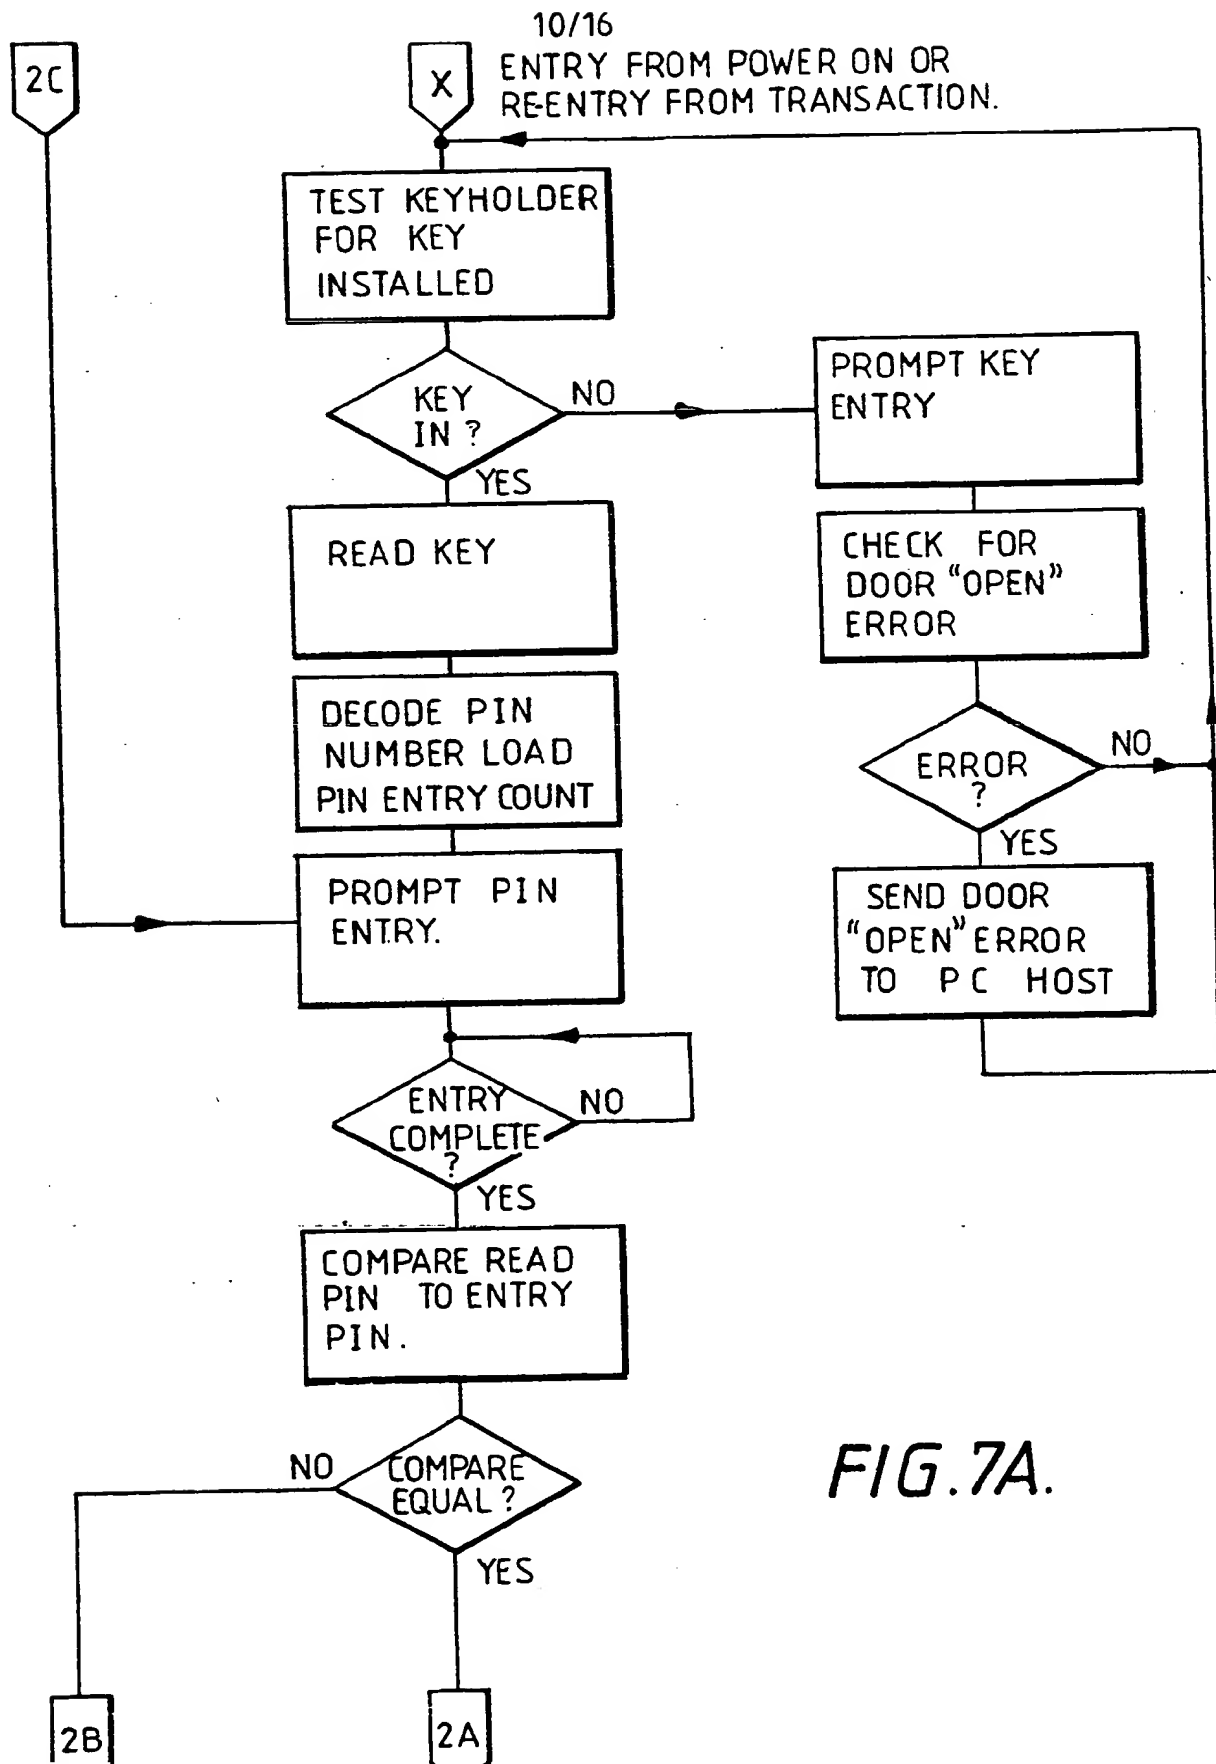 10/16
2C
X
ENTRY FROM POWER ON OR
RE-ENTRY FROM TRANSACTION.
TEST KEYHOLDER
FOR KEY
INSTALLED
KEY
IN ?
NO
YES
PROMPT KEY
ENTRY
READ KEY
CHECK FOR
DOOR "OPEN"
ERROR
DECODE PIN
NUMBER LOAD
PIN ENTRY COUNT
ERROR
?
NO
YES
PROMPT PIN
ENTRY.
SEND DOOR
"OPEN" ERROR
TO PC HOST
ENTRY
COMPLETE
?
NO
YES
COMPARE READ
PIN TO ENTRY
PIN.
COMPARE
EQUAL ?
NO
YES
FIG.7A.
2B
2A